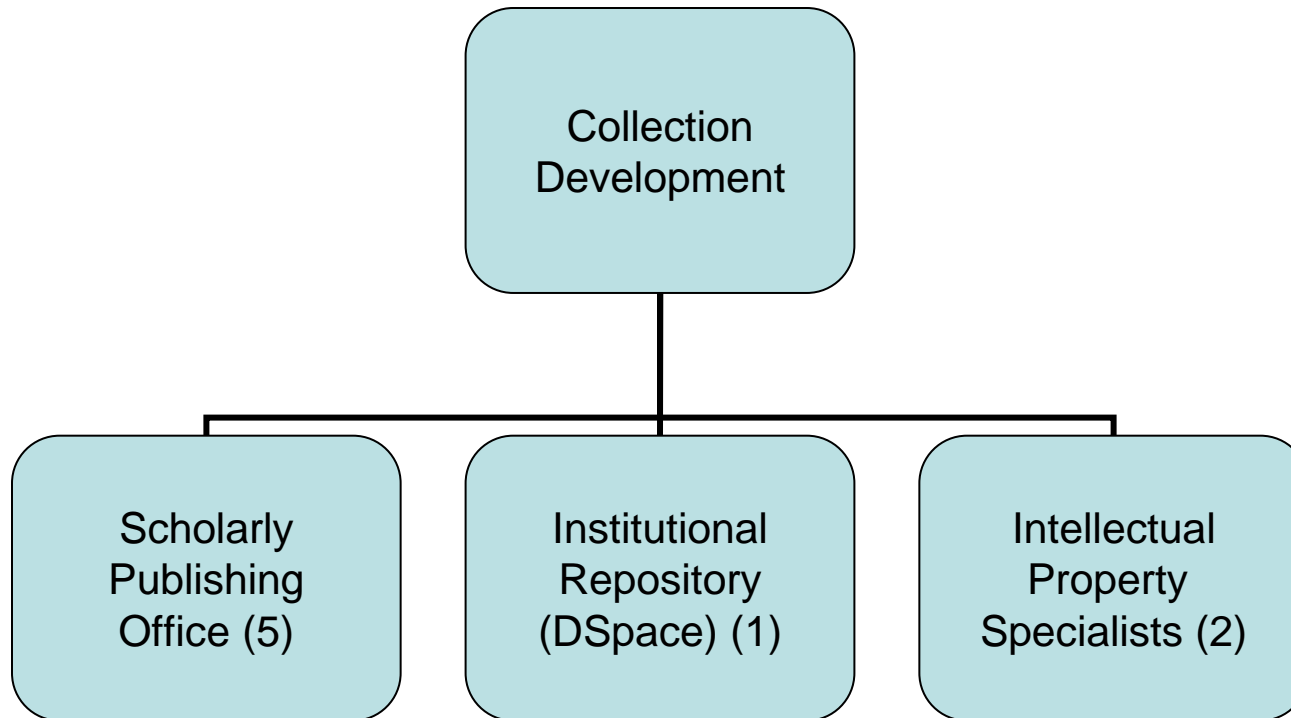 Collection
Development
Scholarly
Publishing
Office (5)
Institutional
Repository
(DSpace) (1)
Intellectual
Property
Specialists (2)